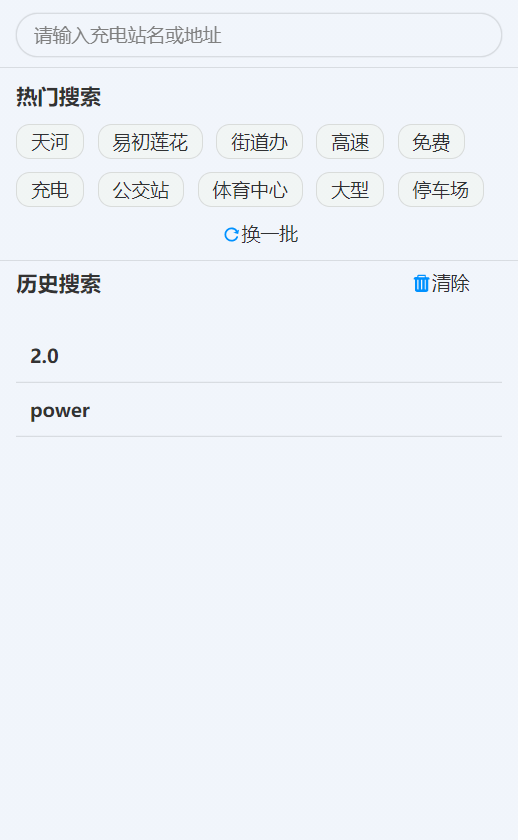 请输入充电站名或地址
热门搜索
天河 易初莲花 街道办 高速 免费
充电 公交站 体育中心 大型 停车场
换一批
历史搜索 清除
2.0
power